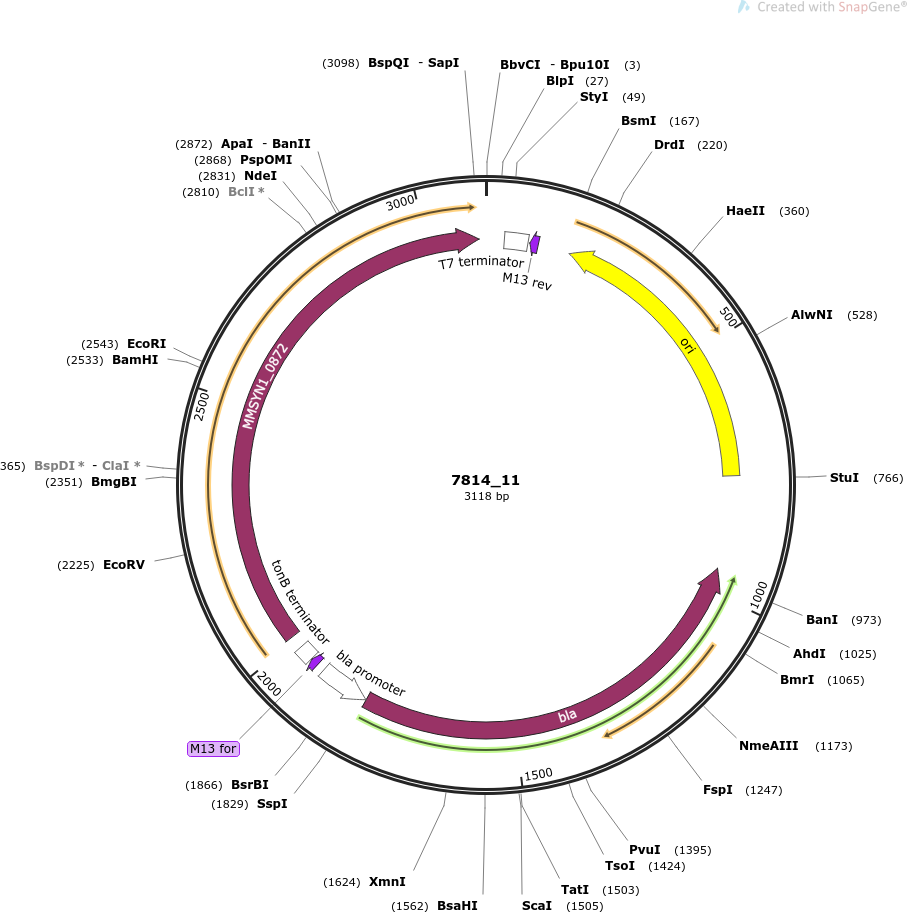 Created with SnapGene®
(3098) BspQI - SapI
BbvCI - Bpu10I (3)
BlpI (27)
StyI (49)
BsmI (167)
DrdI (220)
HaeII (360)
AlwNI (528)
StuI (766)
BanI (973)
AhdI (1025)
BmrI (1065)
NmeAIII (1173)
FspI (1247)
PvuI (1395)
TsoI (1424)
TatI (1503)
ScaI (1505)
(1562) BsaHI
(1624) XmnI
(1829) SspI
(1866) BsrBI
M13 for
(2225) EcoRV
(2351) BmgBI
365) BspDI * - ClaI *
(2533) BamHI
(2543) EcoRI
(2810) BclI *
(2831) NdeI
(2868) PspOMI
(2872) ApaI - BanII
500
1000
1500
2000
2500
3000
T7 terminator
M13 rev
ori
bla
bla promoter
tonB terminator
MMSYN1_0872
7814_11
3118 bp